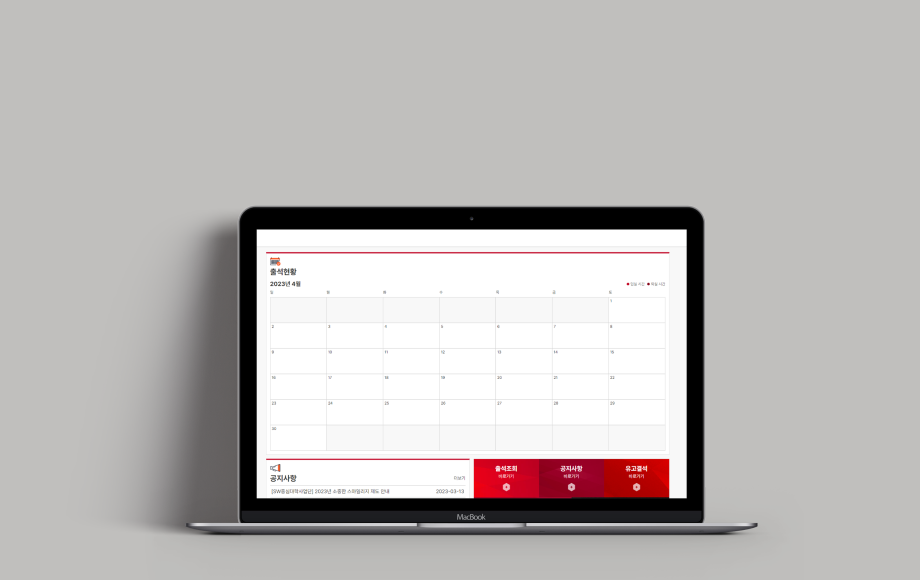 출석현황
2023년 4월
일 월 화 수 목 금 토
1
2 3 4 5 6 7 8
9 10 11 12 13 14 15
16 17 18 19 20 21 22
23 24 25 26 27 28 29
30
공지사항
더보기
[SW중심대학사업단] 2023년 소중한 스마일리지 제도 안내 2023-03-13
출석조회
바로가기
공지사항
바로가기
유고결석
바로가기
MacBook